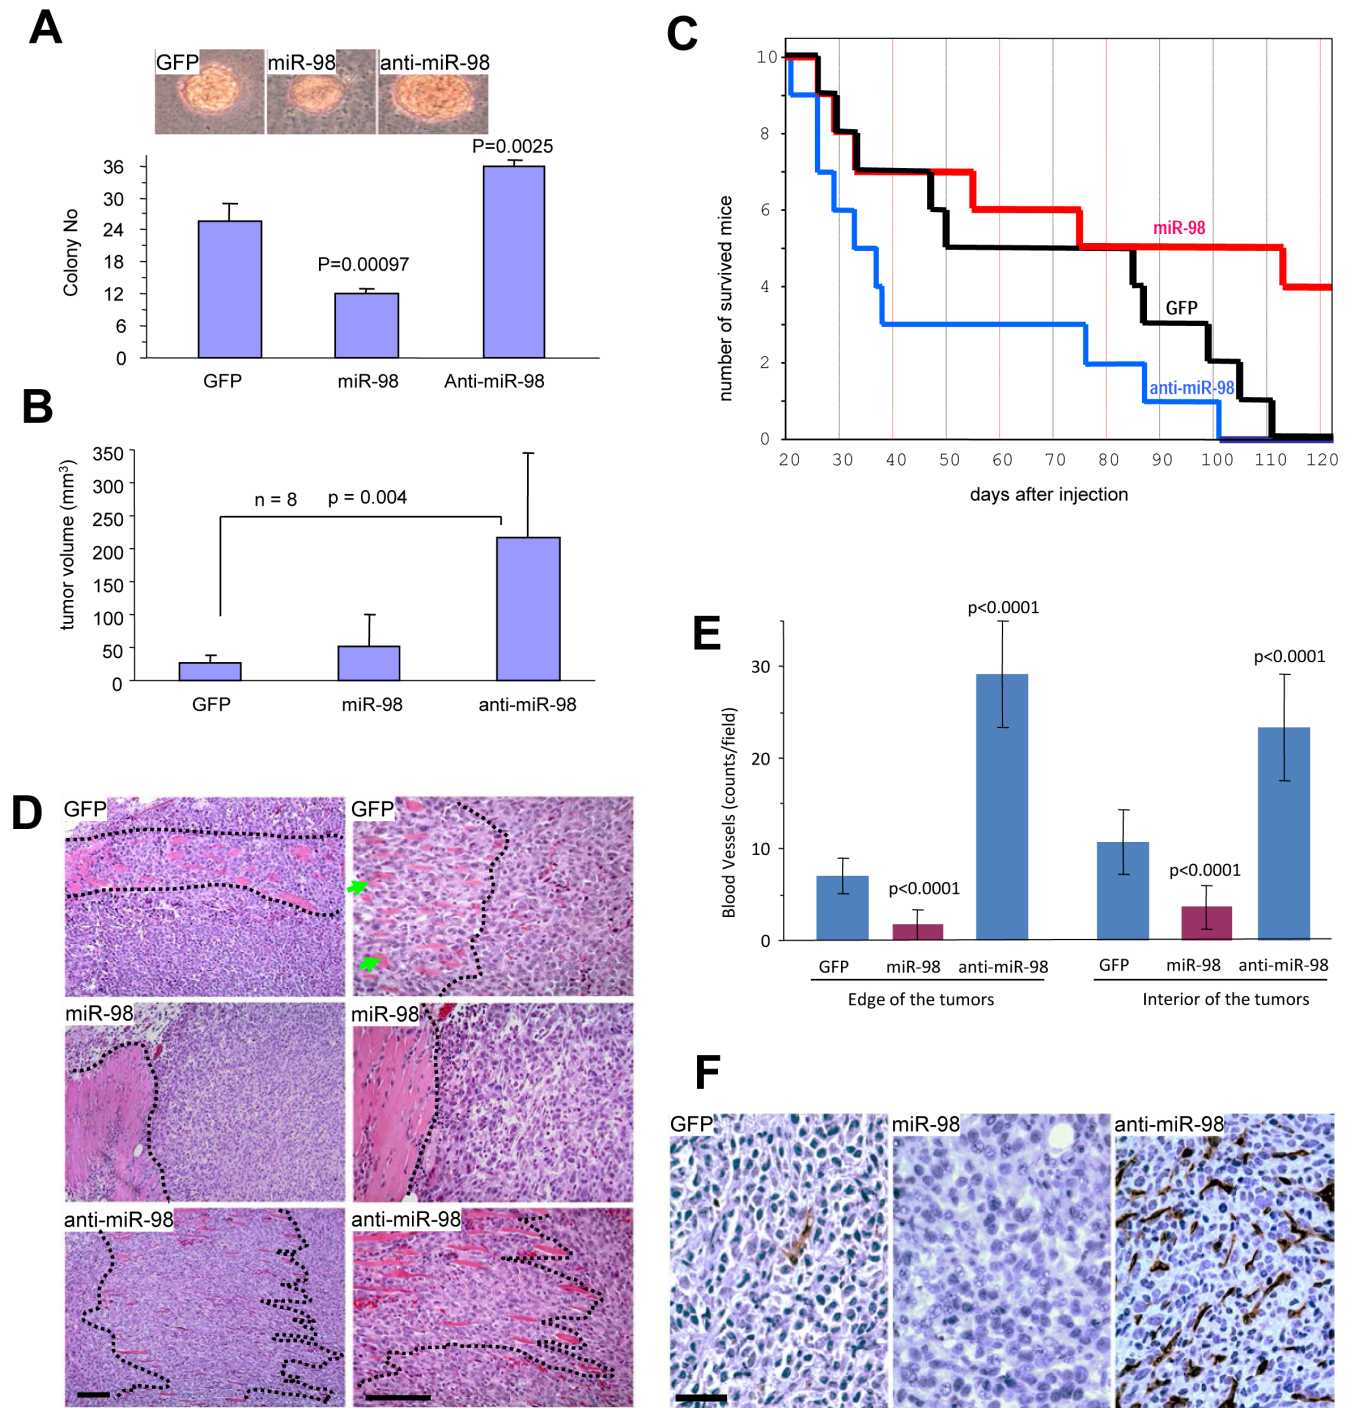 A
GFP
miR-98
anti-miR-98
P=0.0025
P=0.00097
Colony No
36
30
24
18
12
6
0
GFP
miR-98
Anti-miR-98
B
tumor volume (mm³)
350
300
250
200
150
100
50
0
n = 8
p = 0.004
GFP
miR-98
anti-miR-98
C
number of survived mice
10
8
6
4
2
0
miR-98
GFP
anti-miR-98
20 30 40 50 60 70 80 90 100 110 120
days after injection
D
GFP
GFP
miR-98
miR-98
anti-miR-98
anti-miR-98
E
Blood Vessels (counts/field)
30
20
10
0
p<0.0001
p<0.0001
p<0.0001
p<0.0001
GFP
miR-98
anti-miR-98
GFP
miR-98
anti-miR-98
Edge of the tumors
Interior of the tumors
F
GFP
miR-98
anti-miR-98